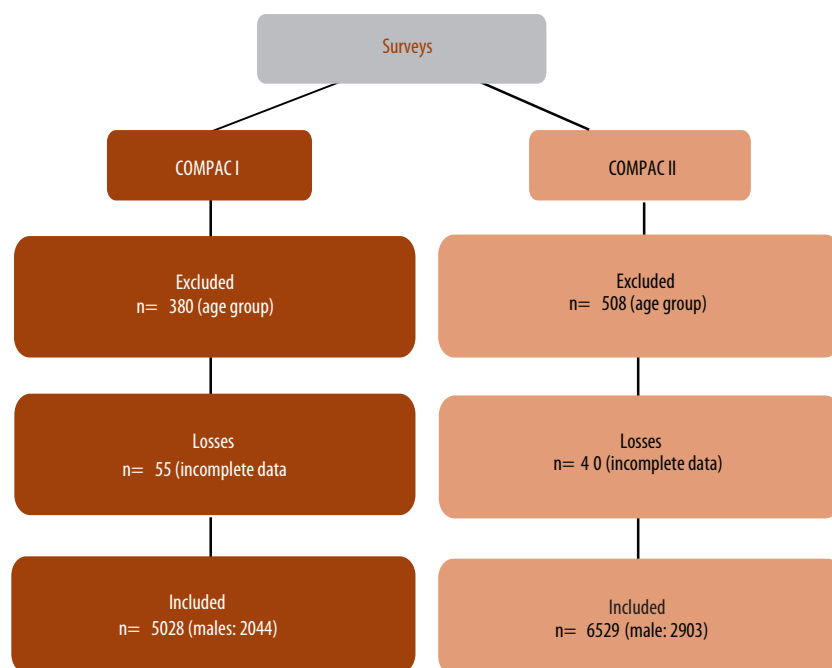 Surveys
COMPAC I
Excluded
n= 380 (age group)
Losses
n= 55 (incomplete data
Included
n= 5028 (males: 2044)
COMPAC II
Excluded
n= 508 (age group)
Losses
n= 4 0 (incomplete data)
Included
n= 6529 (male: 2903)